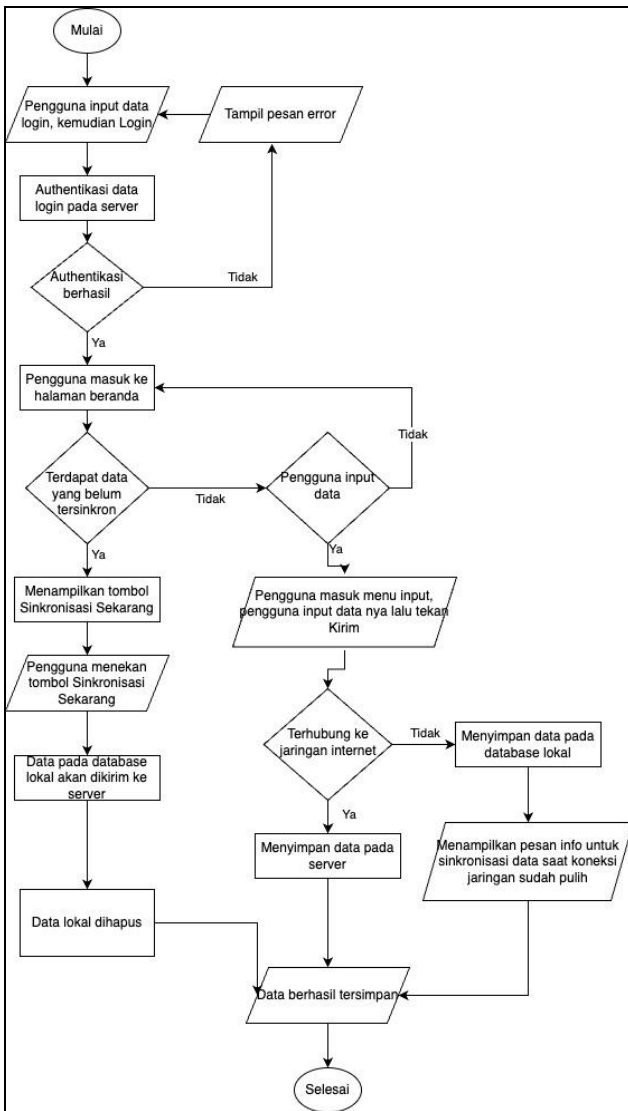 Mulai
Pengguna input data
login, kemudian Login
Tampil pesan error
Authentikasi data
login pada server
Authentikasi
berhasil
Tidak
Ya
Pengguna masuk ke
halaman beranda
Tidak
Terdapat data
yang belum
tersinkron
Tidak
Pengguna input
data
Ya
Ya
Menampilkan tombol
Sinkronisasi Sekarang
Pengguna masuk menu input,
pengguna input data nya lalu tekan
Kirim
Pengguna menekan
tombol Sinkronisasi
Sekarang
Terhubung ke
jaringan internet
Tidak
Menyimpan data pada
database lokal
Data pada database
lokal akan dikirim ke
server
Ya
Menyimpan data pada
server
Menampilkan pesan info untuk
sinkronisasi data saat koneksi
jaringan sudah pulih
Data lokal dihapus
Data berhasil tersimpan
Selesai